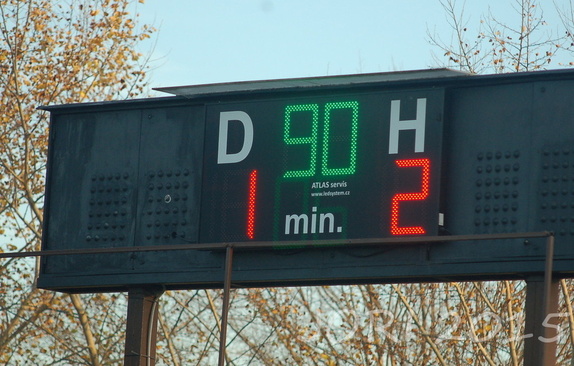 D 90 H
ATLAS servis
www.ledsystem.cz
1 min. 2